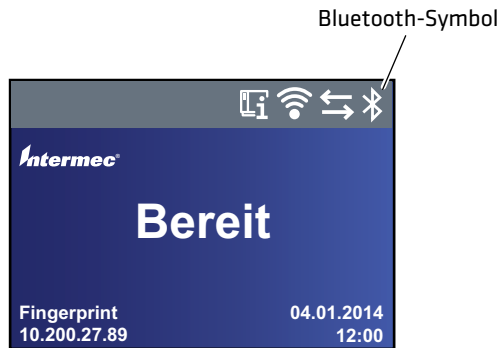 Bluetooth-Symbol
Intermec®
Bereit
Fingerprint 04.01.2014
10.200.27.89 12:00